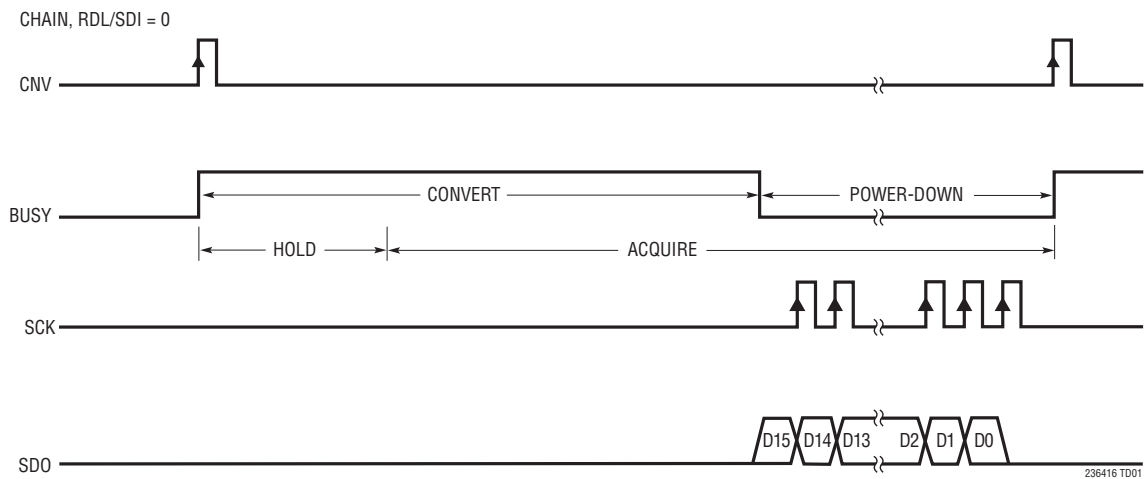 CHAIN, RDL/SDI = 0
CNV
CONVERT
POWER-DOWN
BUSY
HOLD
ACQUIRE
SCK
D15 D14 D13 D2 D1 D0
SDO
236416 TD01